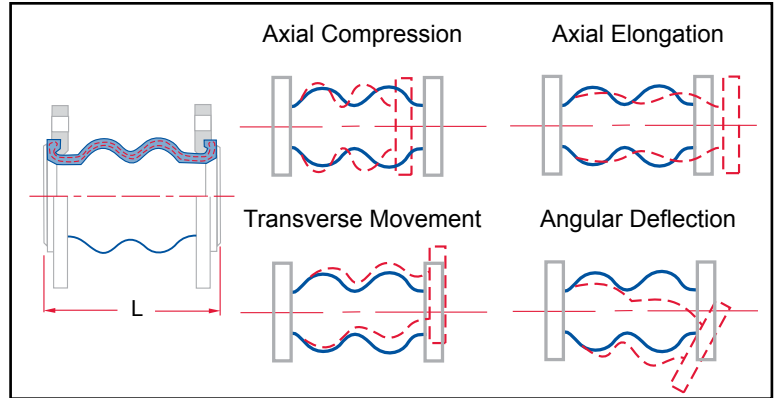 Axial Compression
Axial Elongation
Transverse Movement
Angular Deflection
L